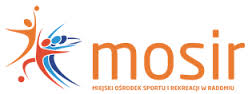 mosir
MIEJSKI OŚRODEK SPORTU I REKREACJI W RADOMIU